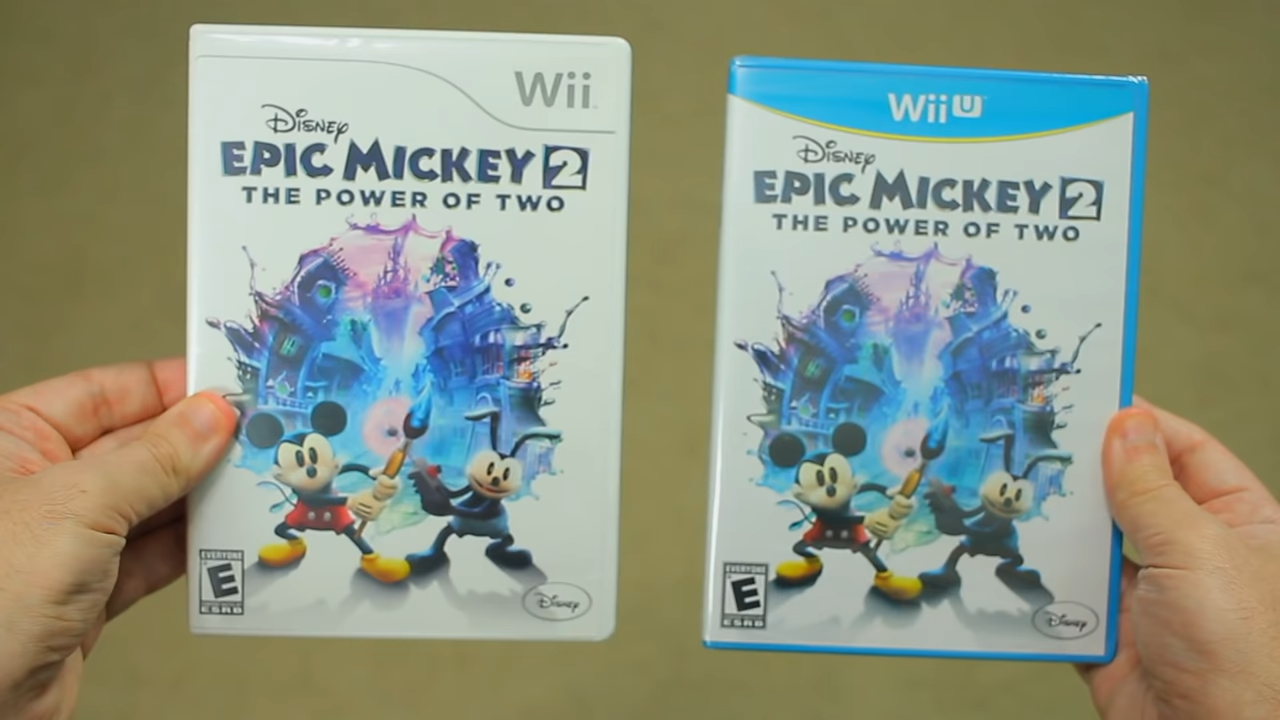 Wii
Disney
EPIC MICKEY 2
THE POWER OF TWO
EVERYONE
E
ESRB
Disney
Wii U
Disney
EPIC MICKEY 2
THE POWER OF TWO
EVERYONE
E
ESRB
Disney